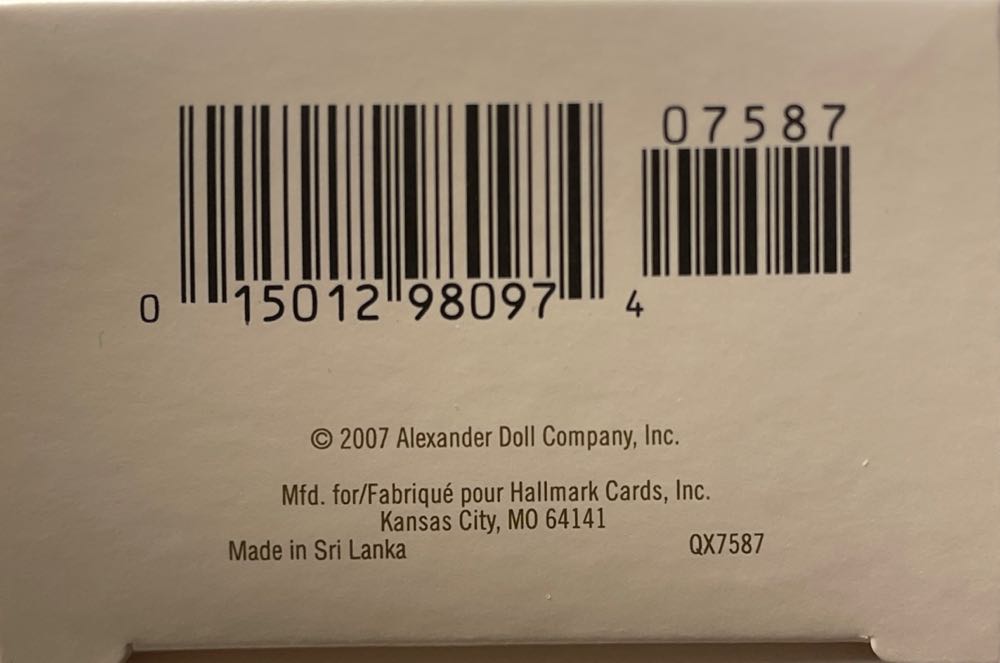 07587
0 15012 98097 4
© 2007 Alexander Doll Company, Inc.
Mfd. for/Fabriqué pour Hallmark Cards, Inc.
Kansas City, MO 64141
Made in Sri Lanka QX7587